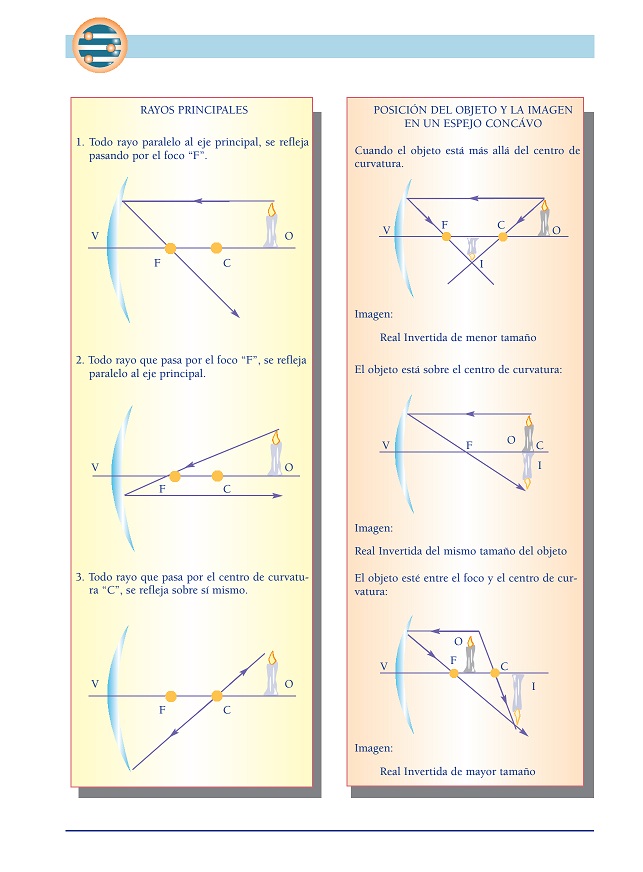 RAYOS PRINCIPALES
1. Todo rayo paralelo al eje principal, se refleja
pasando por el foco “F”.
V
O
F
C
2. Todo rayo que pasa por el foco “F”, se refleja
paralelo al eje principal.
V
O
F
C
3. Todo rayo que pasa por el centro de curvatu-
ra “C”, se refleja sobre sí mismo.
V
O
F
C
POSICIÓN DEL OBJETO Y LA IMAGEN
EN UN ESPEJO CONCÁVO
Cuando el objeto está más allá del centro de
curvatura.
V
F
C
O
I
Imagen:
Real Invertida de menor tamaño
El objeto está sobre el centro de curvatura:
V
F
O
C
I
Imagen:
Real Invertida del mismo tamaño del objeto
El objeto esté entre el foco y el centro de cur-
vatura:
O
V
F
C
I
Imagen:
Real Invertida de mayor tamaño